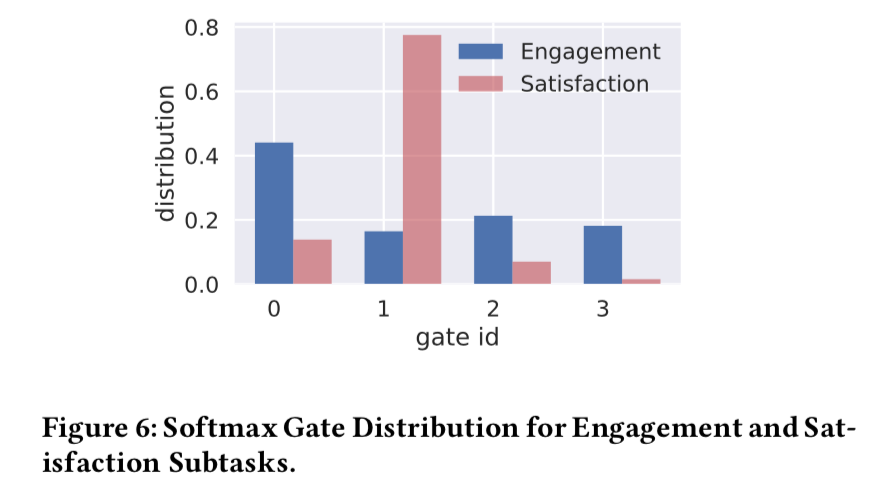 0.8
0.6
0.4
0.2
0.0
distribution
Engagement
Satisfaction
0 1 2 3
gate id
Figure 6: Softmax Gate Distribution for Engagement and Sat-
isfaction Subtasks.